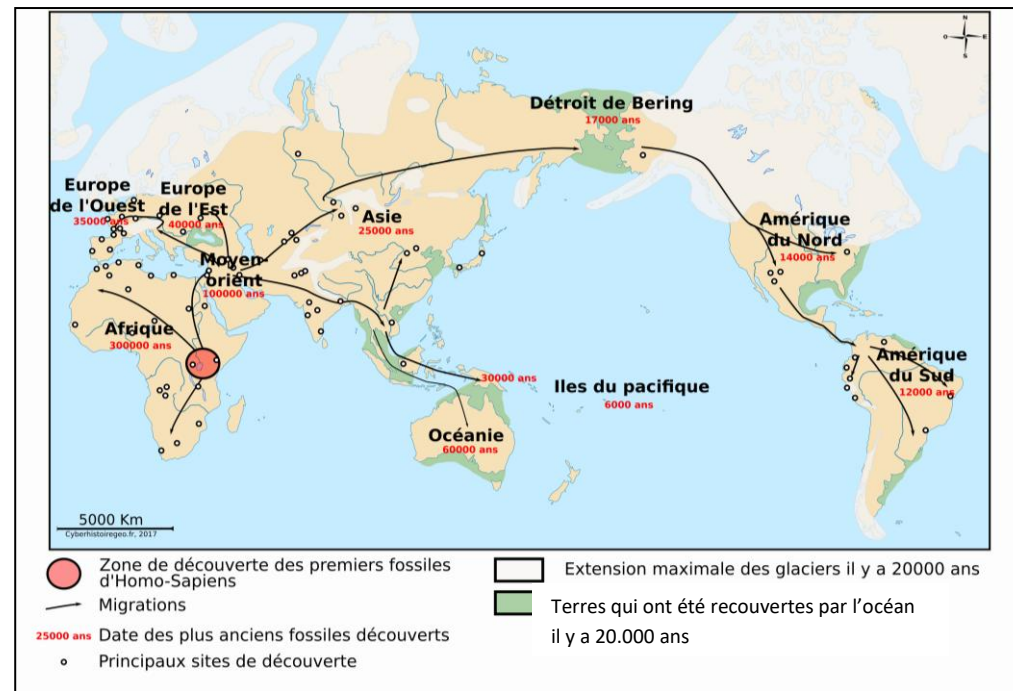 N
O
E
S
Détroit de Bering
17000 ans
Europe
de l'Ouest
35000 ans
Europe
de l'Est
40000 ans
Asie
25000 ans
Amérique
du Nord
14000 ans
Moyen
orient
100000 ans
Afrique
300000 ans
30000 ans
Iles du pacifique
6000 ans
Amérique
du Sud
12000 ans
Océanie
60000 ans
5000 Km
Cyberhistoiregeo.fr, 2017
Zone de découverte des premiers fossiles
d'Homo-Sapiens
Migrations
25000 ans Date des plus anciens fossiles découverts
Principaux sites de découverte
Extension maximale des glaciers il y a 20000 ans
Terres qui ont été recouvertes par l'océan
il y a 20.000 ans